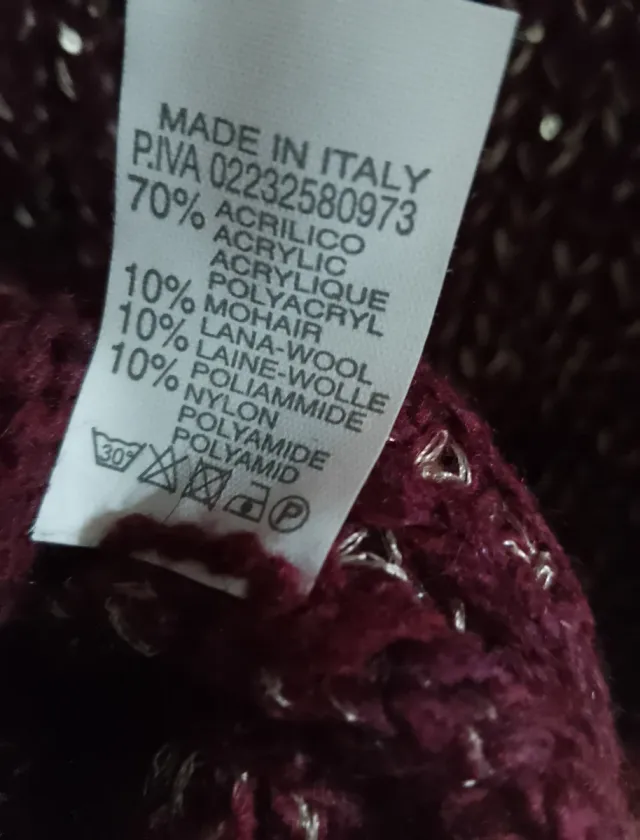 MADE IN ITALY
P.IVA 02232580973
70% ACRILICO
ACRYLIC
ACRYLIQUE
POLYACRYL
10% MOHAIR
10% LANA-WOOL
LAINE-WOLLE
10% POLIAMMIDE
NYLON
POLYAMIDE
POLYAMID
30° P